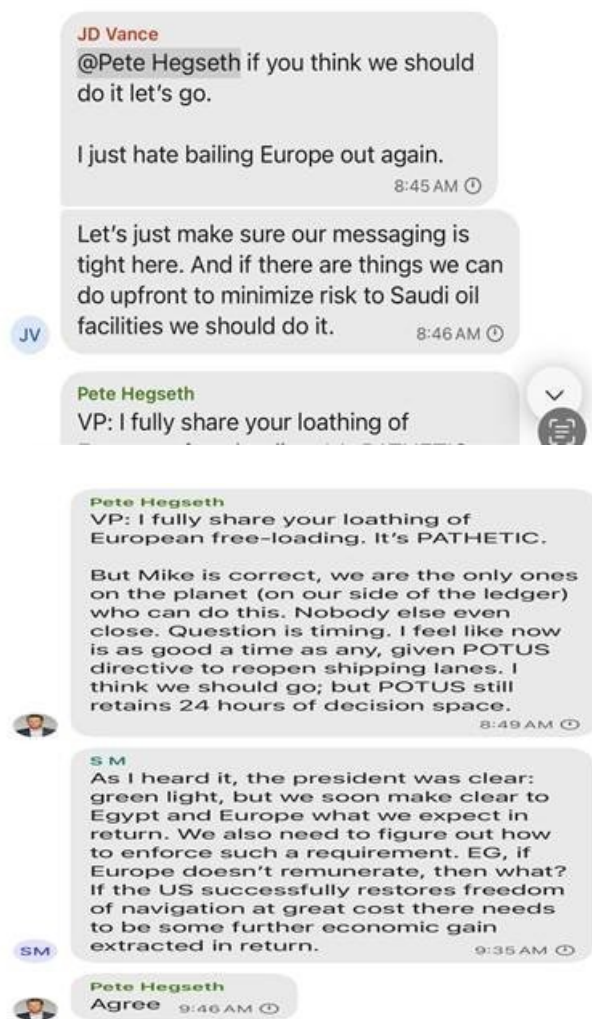 JD Vance
@Pete Hegseth if you think we should
do it let's go.
I just hate bailing Europe out again.
8:45 AM
Let's just make sure our messaging is
tight here. And if there are things we can
do upfront to minimize risk to Saudi oil
facilities we should do it.
8:46 AM
JV
Pete Hegseth
VP: I fully share your loathing of
Pete Hegseth
VP: I fully share your loathing of
European free-loading. It's PATHETIC.
But Mike is correct, we are the only ones
on the planet (on our side of the ledger)
who can do this. Nobody else even
close. Question is timing. I feel like now
is as good a time as any, given POTUS
directive to reopen shipping lanes. I
think we should go; but POTUS still
retains 24 hours of decision space.
8:49 AM
S M
As I heard it, the president was clear:
green light, but we soon make clear to
Egypt and Europe what we expect in
return. We also need to figure out how
to enforce such a requirement. EG, if
Europe doesn't remunerate, then what?
If the US successfully restores freedom
of navigation at great cost there needs
to be some further economic gain
extracted in return.
9:35 AM
SM
Pete Hegseth
Agree 9:46 AM